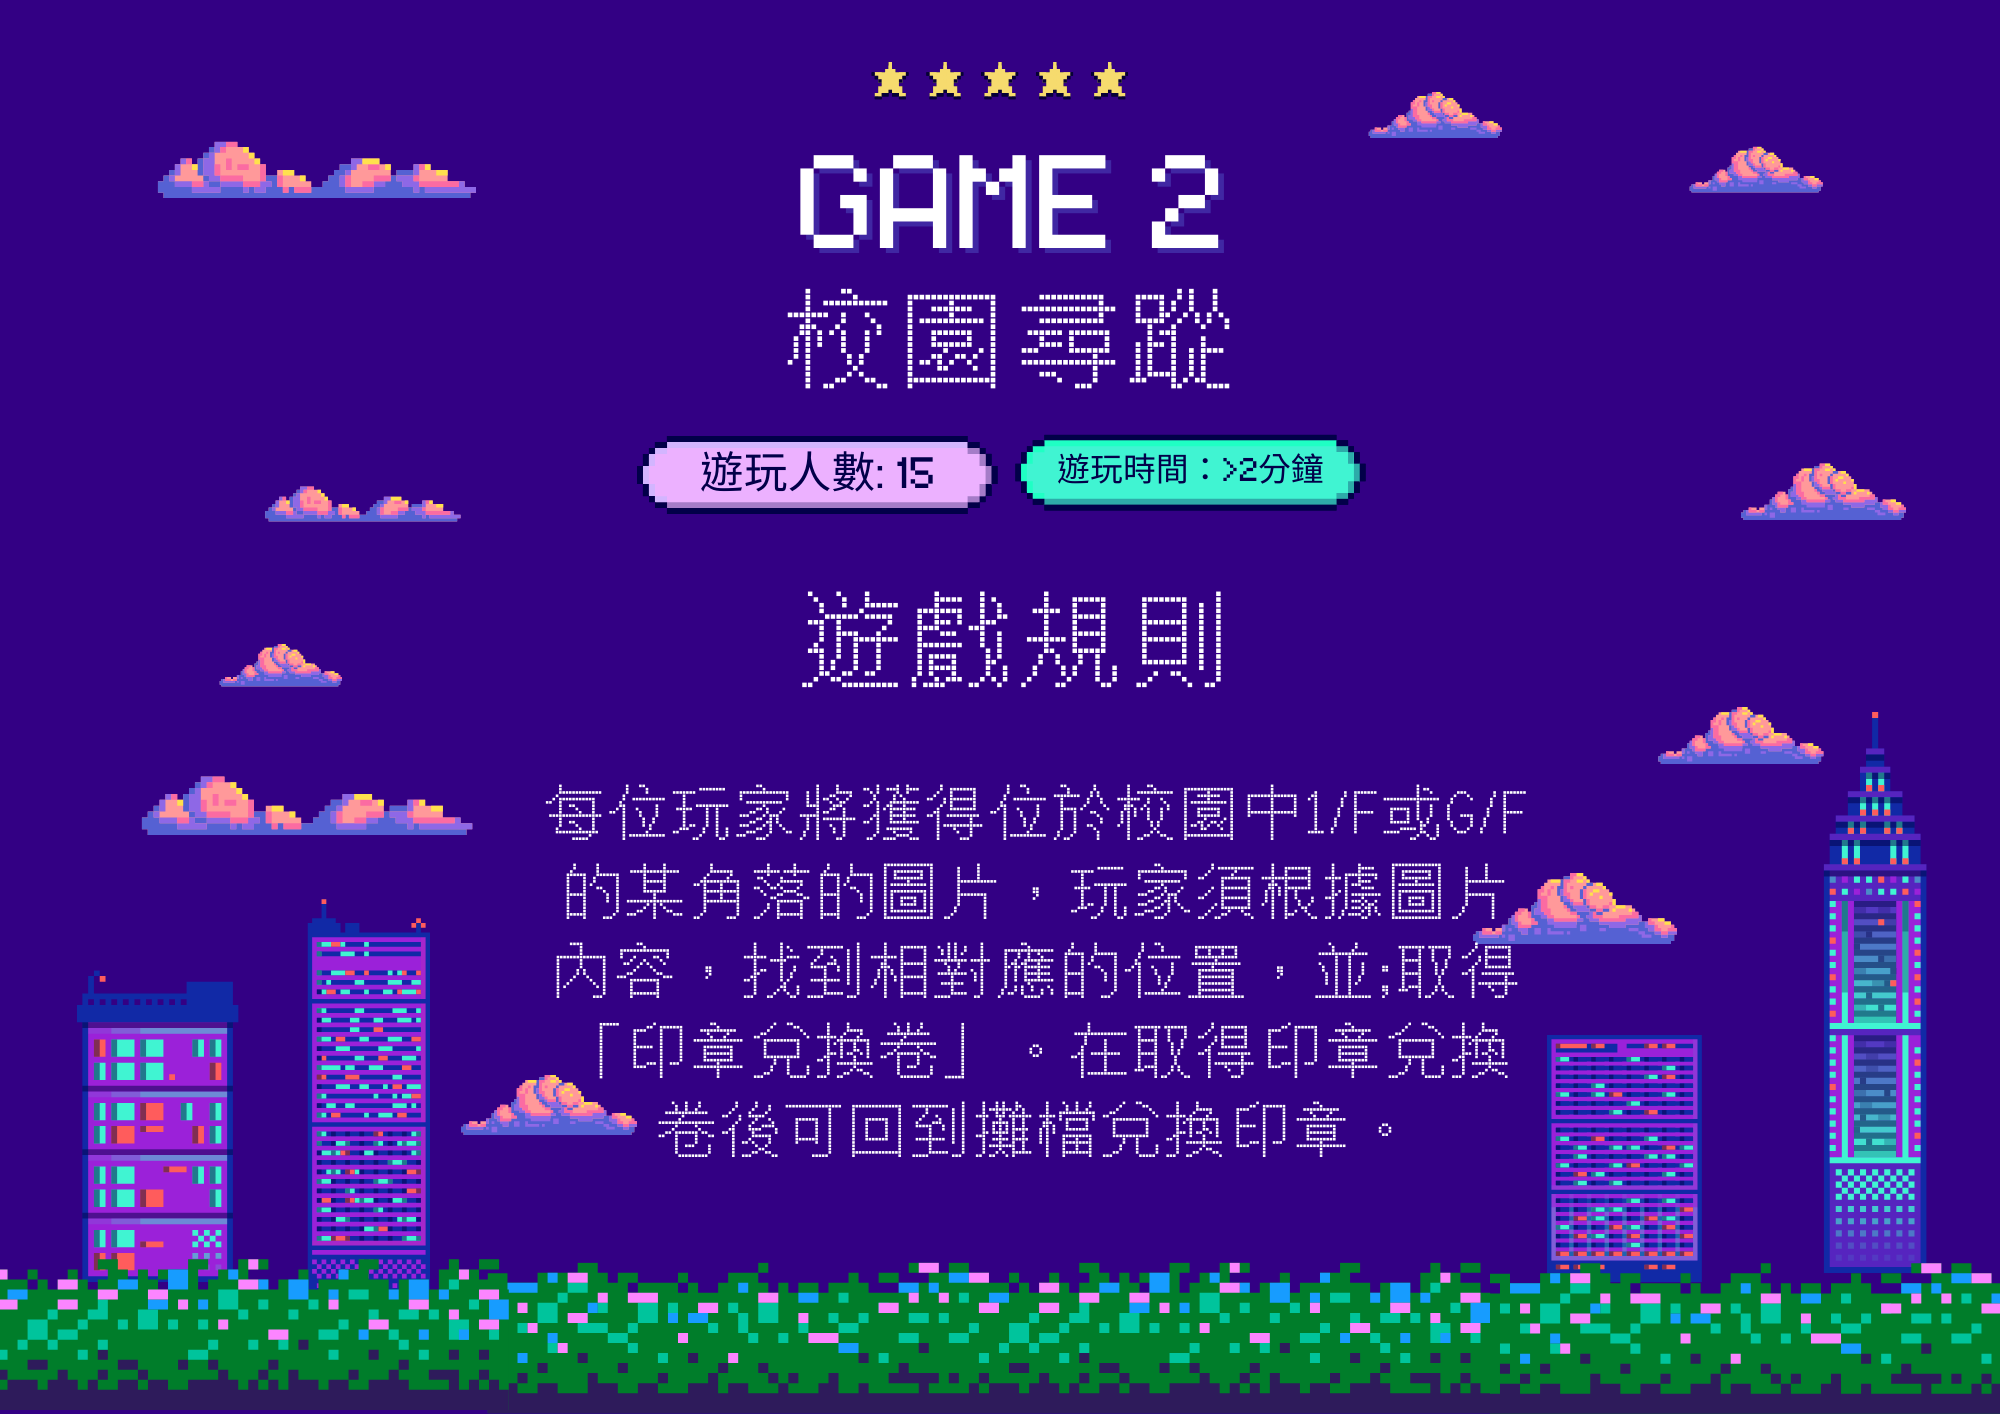 GAME 2
校園尋蹤
遊玩人數: 15
遊玩時間：>2分鐘
遊戲規則
每位玩家將獲得位於校園中1/F或G/F
的某角落的圖片，玩家須根據圖片
內容，找到相對應的位置，並;取得
「印章兌換卷」。在取得印章兌換
卷後可回到攤檔兌換印章。